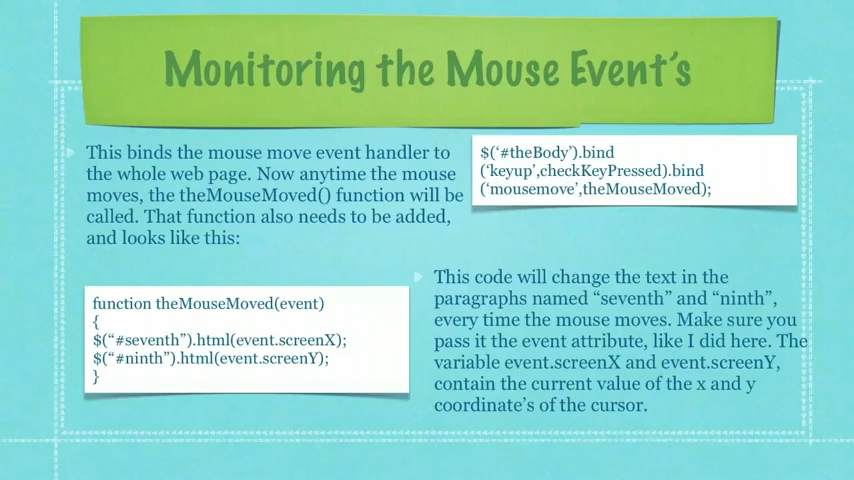 Monitoring the Mouse Event’s
This binds the mouse move event handler to
the whole web page. Now anytime the mouse
moves, the theMouseMoved() function will be
called. That function also needs to be added,
and looks like this:
$(‘#theBody’).bind
(‘keyup’,checkKeyPressed).bind
(‘mousemove’,theMouseMoved);
function theMouseMoved(event)
{
$(“#seventh”).html(event.screenX);
$(“#ninth”).html(event.screenY);
}
This code will change the text in the
paragraphs named “seventh” and “ninth”,
every time the mouse moves. Make sure you
pass it the event attribute, like I did here. The
variable event.screenX and event.screenY,
contain the current value of the x and y
coordinate’s of the cursor.